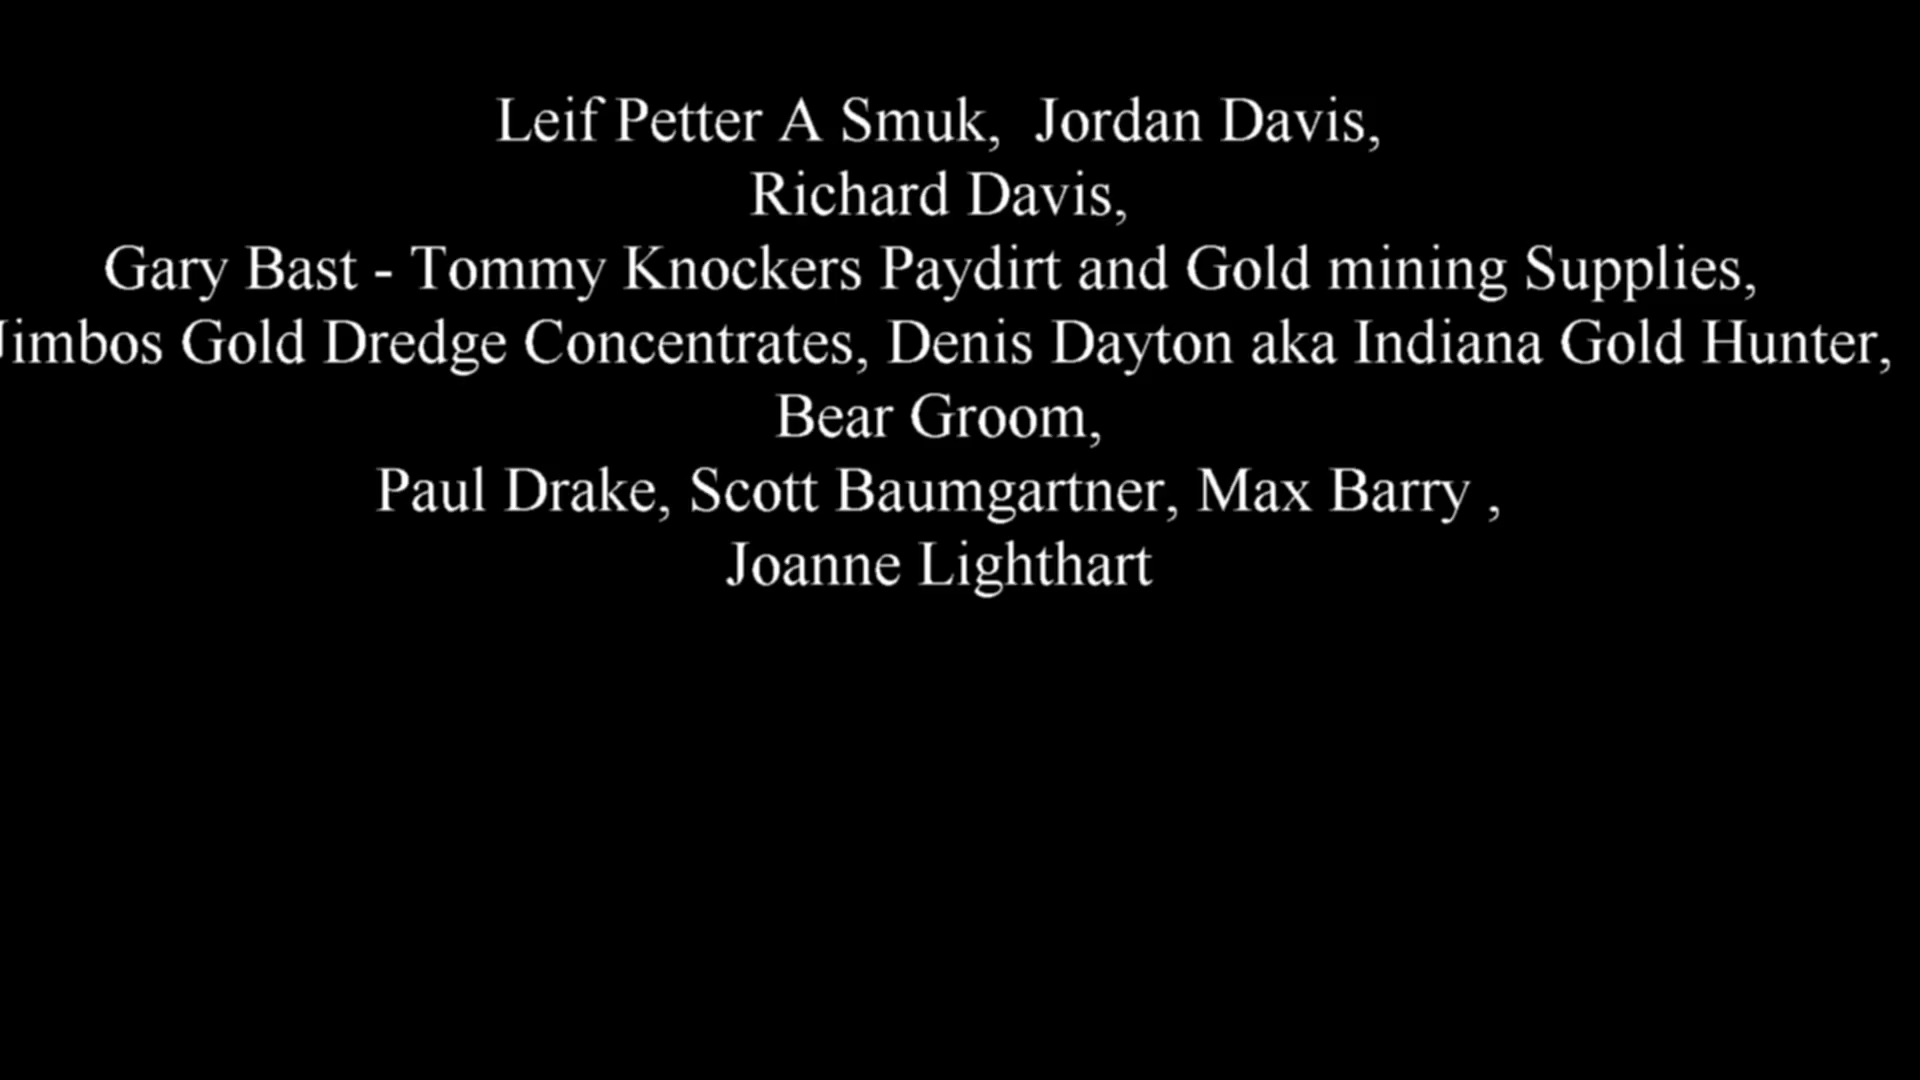 Leif Petter A Smuk,  Jordan Davis,
Richard Davis,
Gary Bast - Tommy Knockers Paydirt and Gold mining Supplies,
Jimbos Gold Dredge Concentrates, Denis Dayton aka Indiana Gold Hunter,
Bear Groom,
Paul Drake, Scott Baumgartner, Max Barry ,
Joanne Lighthart